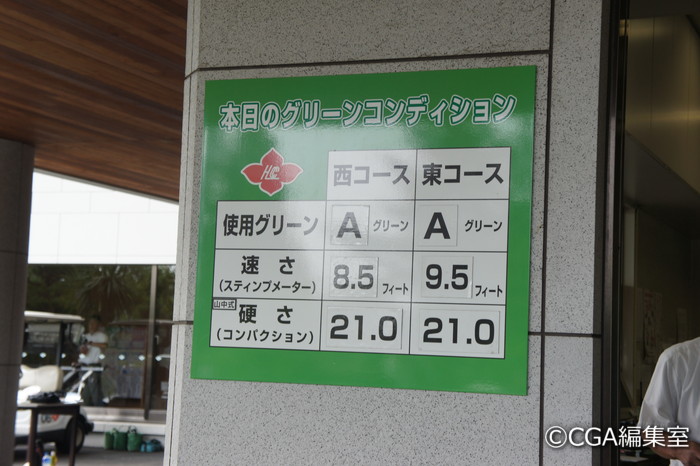 本日のグリーンコンディション
西コース 東コース
使用グリーン A グリーン A グリーン
速さ 8.5 フィート 9.5 フィート
(スティンプメーター)
山中式 硬さ 21.0 21.0
(コンパクション)
©CGA編集室